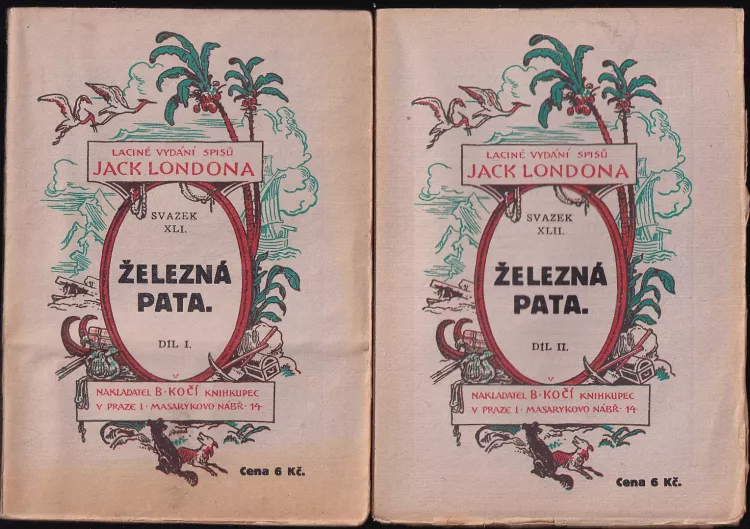 LACINÉ VYDÁNÍ SPISŮ
JACK LONDONA
SVAZEK
XLI.
ŽELEZNÁ
PATA.
DÍL I.
V
NAKLADATEL B•KOČÍ KNIHKUPEC
V PRAZE I•MASARYKOVO NÁBŘ•14•
Cena 6 Kč.
LACINÉ VYDÁNÍ SPISŮ
JACK LONDONA
SVAZEK
XLII.
ŽELEZNÁ
PATA.
DÍL II.
V
NAKLADATEL B•KOČÍ KNIHKUPEC
V PRAZE I•MASARYKOVO NÁBŘ•14•
Cena 6 Kč.